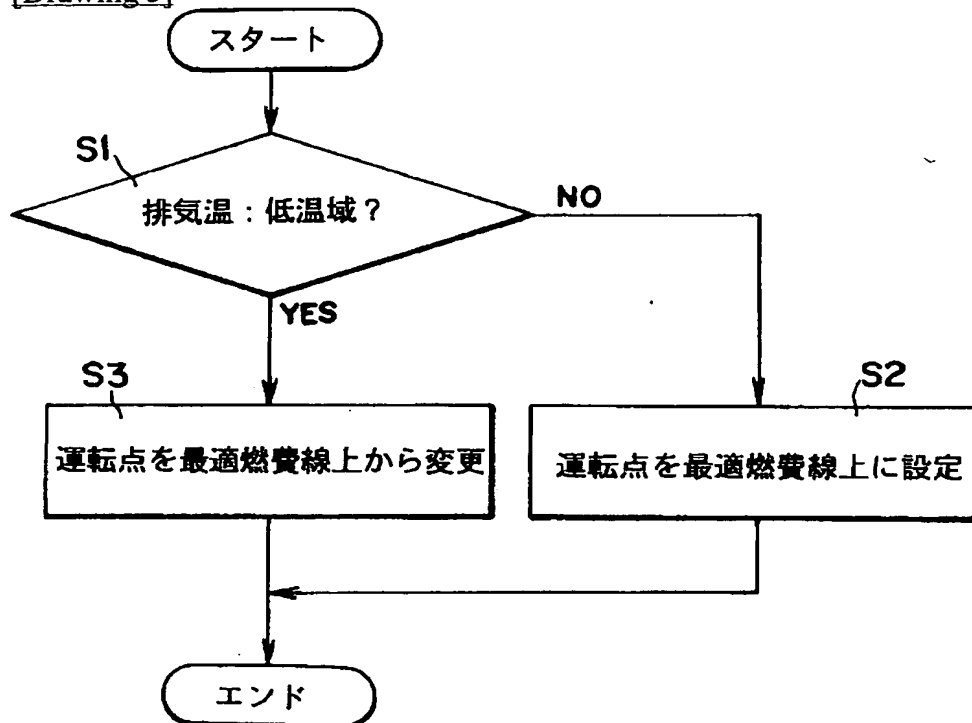 スタート
S1
排気温：低温域？
NO
YES
S3
S2
運転点を最適燃費線上から変更
運転点を最適燃費線上に設定
エンド